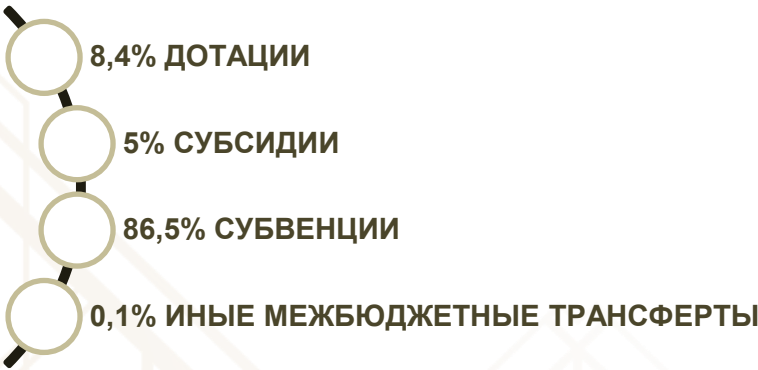 8,4% ДОТАЦИИ
5% СУБСИДИИ
86,5% СУБВЕНЦИИ
0,1% ИНЫЕ МЕЖБЮДЖЕТНЫЕ ТРАНСФЕРТЫ